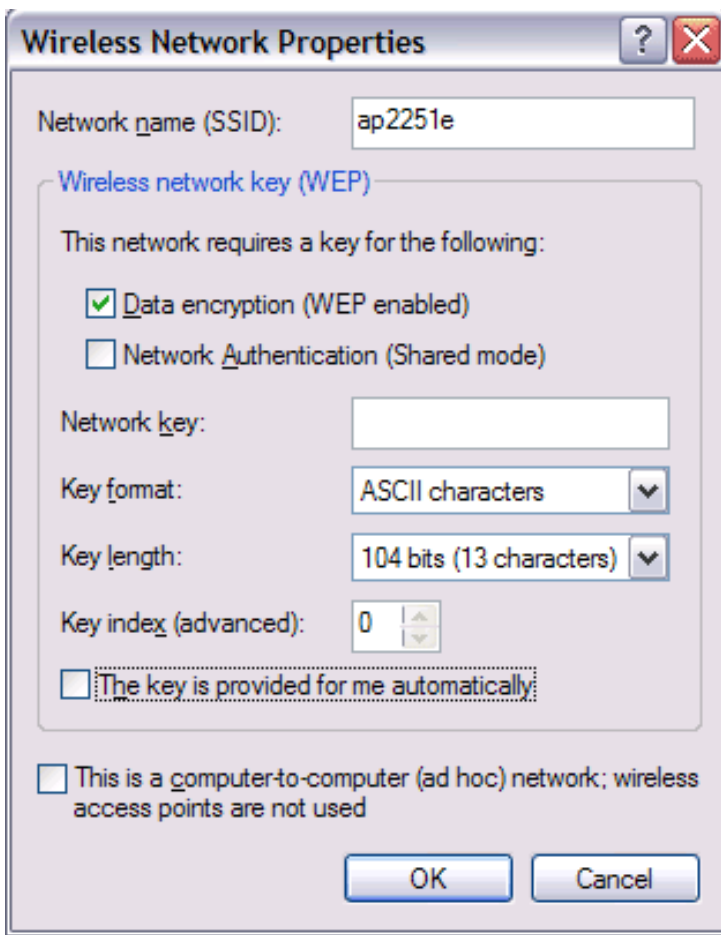 Wireless Network Properties
Network name (SSID): ap2251e
Wireless network key (WEP)
This network requires a key for the following:
Data encryption (WEP enabled)
Network Authentication (Shared mode)
Network key:
Key format: ASCII characters
Key length: 104 bits (13 characters)
Key index (advanced): 0
The key is provided for me automatically
This is a computer-to-computer (ad hoc) network; wireless
access points are not used
OK Cancel